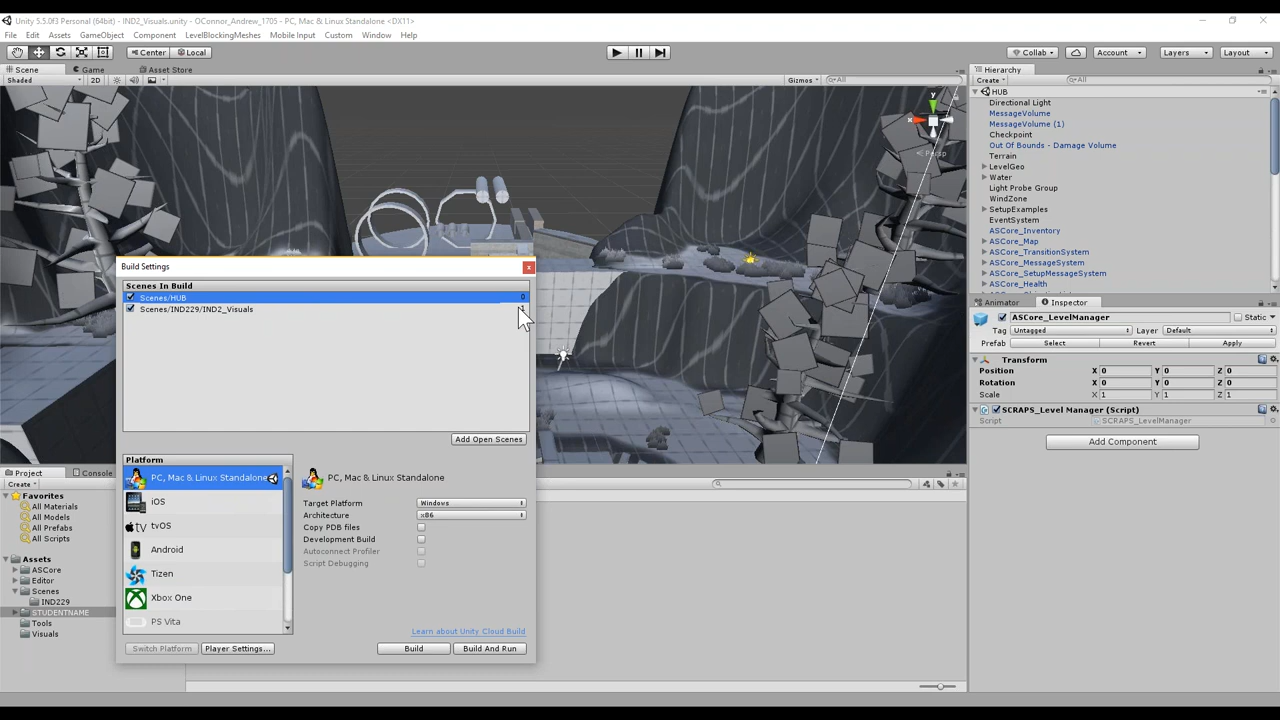 Unity 5.5.0f3 Personal (64bit) - IND2_Visuals.unity - OConnor_Andrew_1705 - PC, Mac & Linux Standalone <DX11>
File Edit Assets GameObject Component LevelBlockingMeshes Mobile Input Custom Window Help
Center Local Collab Account Layers Layout
Scene Game Asset Store
Shaded 2D Gizmos All
y
Persp
Hierarchy
Create All
HUB
Directional Light
MessageVolume
MessageVolume (1)
Checkpoint
Out Of Bounds - Damage Volume
Terrain
LevelGeo
Water
Light Probe Group
WindZone
SetupExamples
EventSystem
ASCore_Inventory
ASCore_Map
ASCore_TransitionSystem
ASCore_MessageSystem
ASCore_SetupMessageSystem
ASCore_Health
Animator Inspector
ASCore_LevelManager Static
Tag Untagged Layer Default
Prefab Select Revert Apply
Transform
Position X 0 Y 0 Z 0
Rotation X 0 Y 0 Z 0
Scale X 1 Y 1 Z 1
SCRAPS_Level Manager (Script)
Script SCRAPS_LevelManager
Add Component
Build Settings
Scenes In Build
Scenes/HUB 0
Scenes/IND229/IND2_Visuals
Add Open Scenes
Platform
PC, Mac & Linux Standalone
iOS
tvOS
Android
Tizen
Xbox One
PS Vita
PC, Mac & Linux Standalone
Target Platform Windows
Architecture x86
Copy PDB files
Development Build
Autoconnect Profiler
Script Debugging
Learn about Unity Cloud Build
Switch Platform Player Settings... Build Build And Run
Project Console
Create
Favorites
All Materials
All Models
All Prefabs
All Scripts
Assets
ASCore
Editor
Scenes
IND229
STUDENTNAME
Tools
Visuals